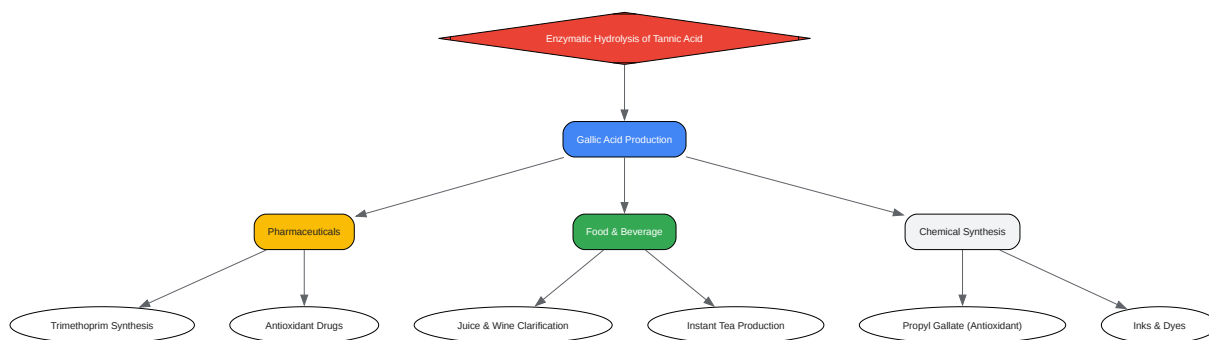 Enzymatic Hydrolysis of Tannic Acid
Gallic Acid Production
Pharmaceuticals
Food & Beverage
Chemical Synthesis
Trimethoprim Synthesis
Antioxidant Drugs
Juice & Wine Clarification
Instant Tea Production
Propyl Gallate (Antioxidant)
Inks & Dyes